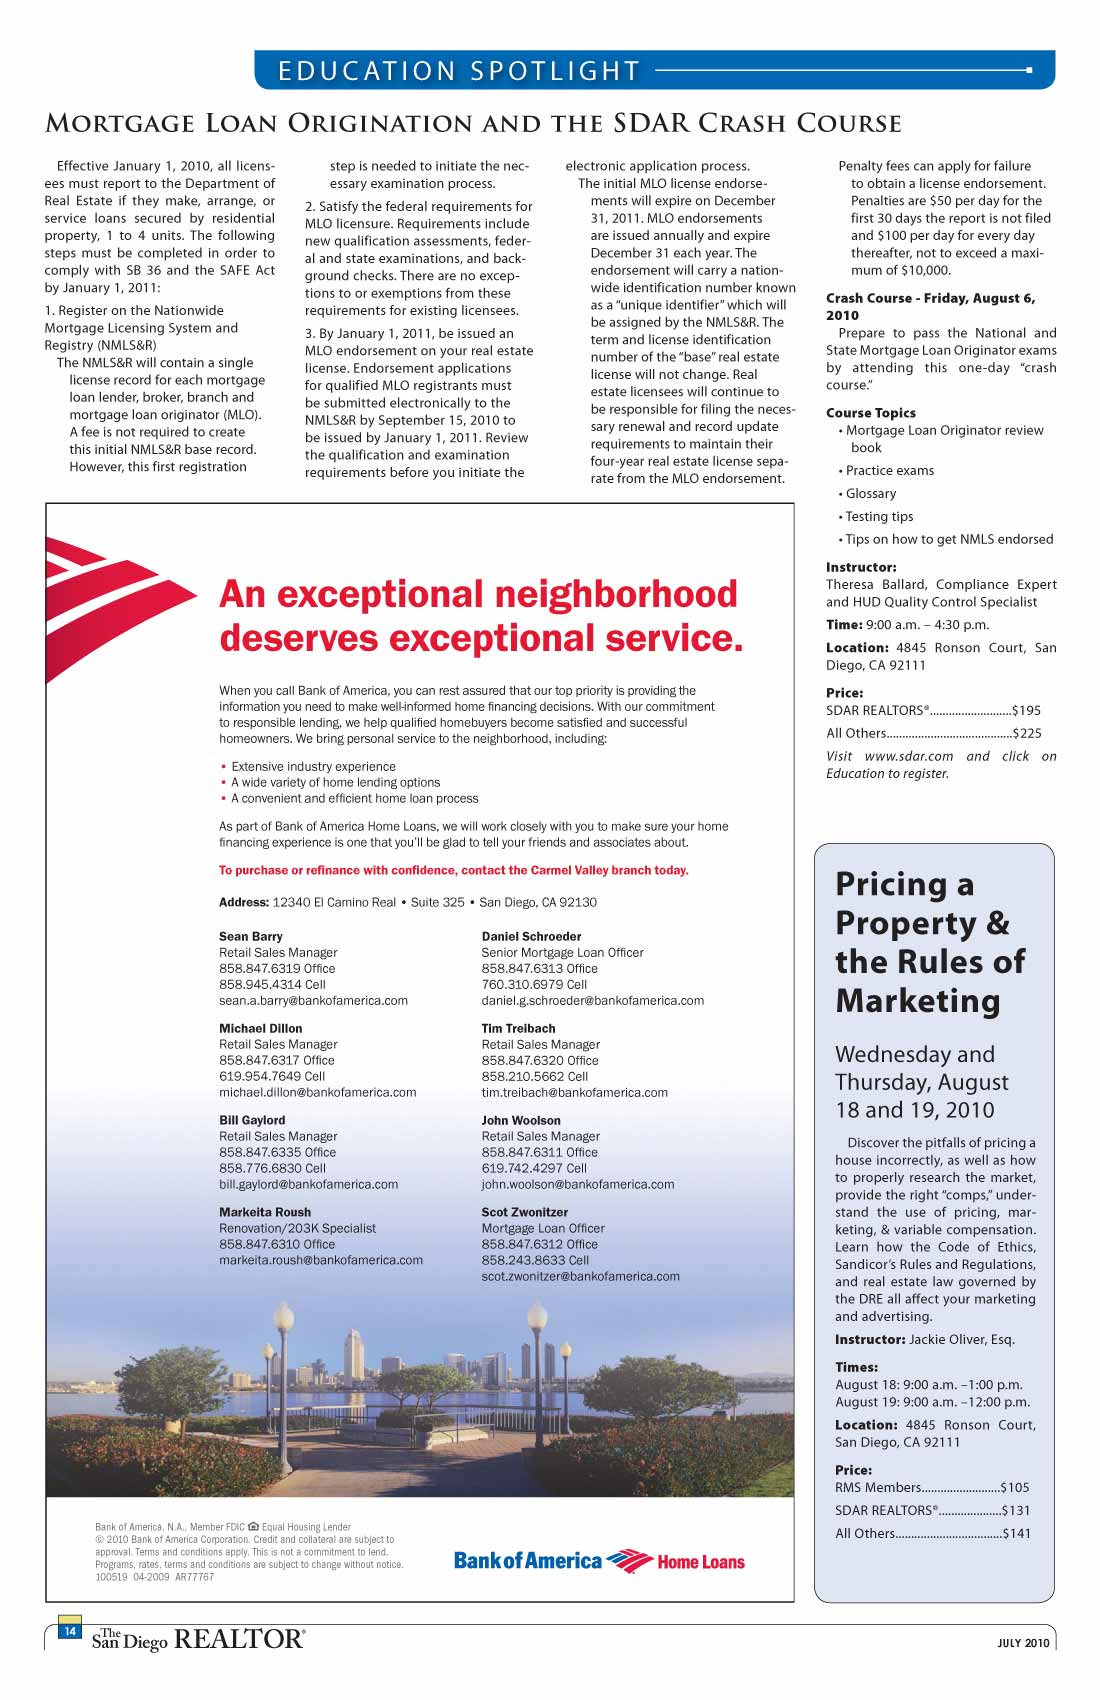 EDUCATION SPOTLIGHT
MORTGAGE LOAN ORIGINATION AND THE SDAR CRASH COURSE
Effective January 1, 2010, all licens-
ees must report to the Department of
Real Estate if they make, arrange, or
service loans secured by residential
property, 1 to 4 units. The following
steps must be completed in order to
comply with SB 36 and the SAFE Act
by January 1, 2011:
1. Register on the Nationwide
Mortgage Licensing System and
Registry (NMLS&R)
The NMLS&R will contain a single
license record for each mortgage
loan lender, broker, branch and
mortgage loan originator (MLO).
A fee is not required to create
this initial NMLS&R base record.
However, this first registration
step is needed to initiate the nec-
essary examination process.
2. Satisfy the federal requirements for
MLO licensure. Requirements include
new qualification assessments, feder-
al and state examinations, and back-
ground checks. There are no excep-
tions to or exemptions from these
requirements for existing licensees.
3. By January 1, 2011, be issued an
MLO endorsement on your real estate
license. Endorsement applications
for qualified MLO registrants must
be submitted electronically to the
NMLS&R by September 15, 2010 to
be issued by January 1, 2011. Review
the qualification and examination
requirements before you initiate the
electronic application process.
The initial MLO license endorse-
ments will expire on December
31, 2011. MLO endorsements
are issued annually and expire
December 31 each year. The
endorsement will carry a nation-
wide identification number known
as a “unique identifier” which will
be assigned by the NMLS&R. The
term and license identification
number of the “base” real estate
license will not change. Real
estate licensees will continue to
be responsible for filing the neces-
sary renewal and record update
requirements to maintain their
four-year real estate license sepa-
rate from the MLO endorsement.
Penalty fees can apply for failure
to obtain a license endorsement.
Penalties are $50 per day for the
first 30 days the report is not filed
and $100 per day for every day
thereafter, not to exceed a maxi-
mum of $10,000.
Crash Course - Friday, August 6,
2010
Prepare to pass the National and
State Mortgage Loan Originator exams
by attending this one-day “crash
course.”
Course Topics
• Mortgage Loan Originator review
book
• Practice exams
• Glossary
• Testing tips
• Tips on how to get NMLS endorsed
Instructor:
Theresa Ballard, Compliance Expert
and HUD Quality Control Specialist
Time: 9:00 a.m. – 4:30 p.m.
Location: 4845 Ronson Court, San
Diego, CA 92111
Price:
SDAR REALTORS®..........................$195
All Others........................................$225
Visit www.sdar.com and click on
Education to register.
An exceptional neighborhood
deserves exceptional service.
When you call Bank of America, you can rest assured that our top priority is providing the
information you need to make well-informed home financing decisions. With our commitment
to responsible lending, we help qualified homebuyers become satisfied and successful
homeowners. We bring personal service to the neighborhood, including:
• Extensive industry experience
• A wide variety of home lending options
• A convenient and efficient home loan process
As part of Bank of America Home Loans, we will work closely with you to make sure your home
financing experience is one that you’ll be glad to tell your friends and associates about.
To purchase or refinance with confidence, contact the Carmel Valley branch today.
Address: 12340 El Camino Real • Suite 325 • San Diego, CA 92130
Sean Barry
Retail Sales Manager
858.847.6319 Office
858.945.4314 Cell
sean.a.barry@bankofamerica.com
Michael Dillon
Retail Sales Manager
858.847.6317 Office
619.954.7649 Cell
michael.dillon@bankofamerica.com
Bill Gaylord
Retail Sales Manager
858.847.6335 Office
858.776.6830 Cell
bill.gaylord@bankofamerica.com
Markeita Roush
Renovation/203K Specialist
858.847.6310 Office
markeita.roush@bankofamerica.com
Daniel Schroeder
Senior Mortgage Loan Officer
858.847.6313 Office
760.310.6979 Cell
daniel.g.schroeder@bankofamerica.com
Tim Treibach
Retail Sales Manager
858.847.6320 Office
858.210.5662 Cell
tim.treibach@bankofamerica.com
John Woolson
Retail Sales Manager
858.847.6311 Office
619.742.4297 Cell
john.woolson@bankofamerica.com
Scot Zwonitzer
Mortgage Loan Officer
858.847.6312 Office
858.243.8633 Cell
scot.zwonitzer@bankofamerica.com
Bank of America, N.A., Member FDIC Equal Housing Lender
© 2010 Bank of America Corporation. Credit and collateral are subject to
approval. Terms and conditions apply. This is not a commitment to lend.
Programs, rates, terms and conditions are subject to change without notice.
100519 04-2009 AR77767
Bank of America Home Loans
Pricing a
Property &
the Rules of
Marketing
Wednesday and
Thursday, August
18 and 19, 2010
Discover the pitfalls of pricing a
house incorrectly, as well as how
to properly research the market,
provide the right “comps,” under-
stand the use of pricing, mar-
keting, & variable compensation.
Learn how the Code of Ethics,
Sandicor’s Rules and Regulations,
and real estate law governed by
the DRE all affect your marketing
and advertising.
Instructor: Jackie Oliver, Esq.
Times:
August 18: 9:00 a.m. –1:00 p.m.
August 19: 9:00 a.m. –12:00 p.m.
Location: 4845 Ronson Court,
San Diego, CA 92111
Price:
RMS Members.........................$105
SDAR REALTORS®....................$131
All Others..................................$141
14
The San Diego REALTOR®
JULY 2010